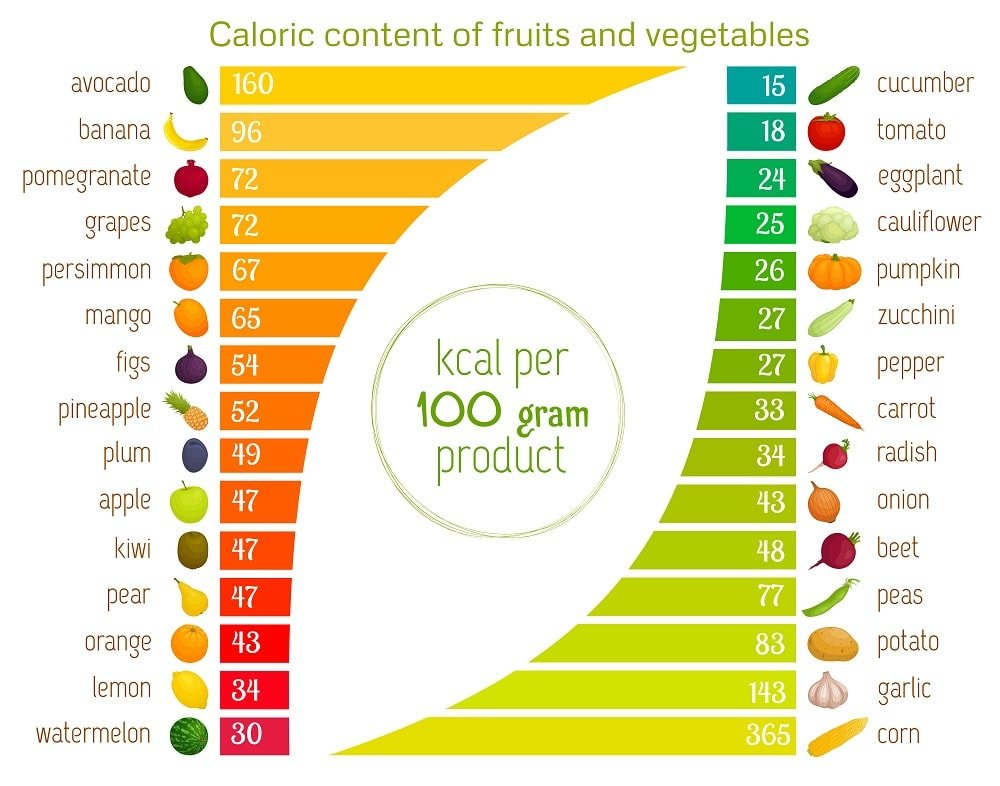 Caloric content of fruits and vegetables
avocado 160 15 cucumber
banana 96 18 tomato
pomegranate 72 24 eggplant
grapes 72 25 cauliflower
persimmon 67 26 pumpkin
mango 65 27 zucchini
figs 54 27 pepper
pineapple 52 33 carrot
plum 49 34 radish
apple 47 43 onion
kiwi 47 48 beet
pear 47 77 peas
orange 43 83 potato
lemon 34 143 garlic
watermelon 30 365 corn
kcal per
100 gram
product